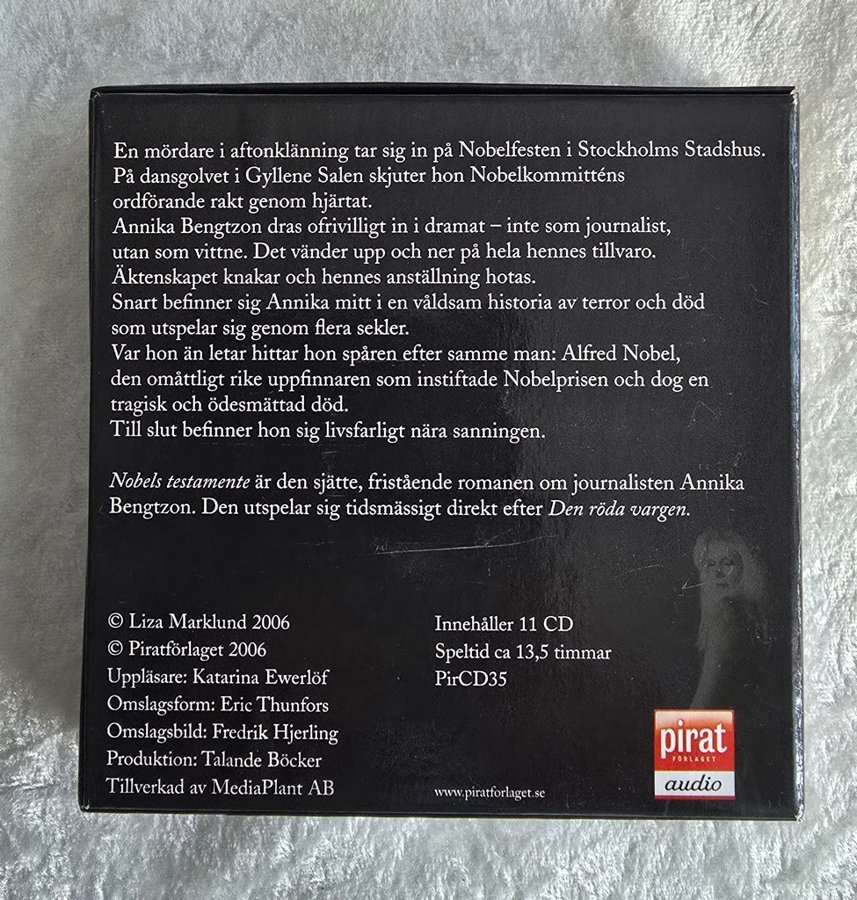 En mördare i aftonklänning tar sig in på Nobelfesten i Stockholms Stadshus.
På dansgolvet i Gyllene Salen skjuter hon Nobelkommitténs
ordförande rakt genom hjärtat.
Annika Bengtzon dras ofrivilligt in i dramat – inte som journalist,
utan som vittne. Det vänder upp och ner på hela hennes tillvaro.
Äktenskapet knakar och hennes anställning hotas.
Snart befinner sig Annika mitt i en våldsam historia av terror och död
som utspelar sig genom flera sekler.
Var hon än letar hittar hon spåren efter samme man: Alfred Nobel,
den omåttligt rike uppfinnaren som instiftade Nobelprisen och dog en
tragisk och ödesmättad död.
Till slut befinner hon sig livsfarligt nära sanningen.
Nobels testamente är den sjätte, fristående romanen om journalisten Annika
Bengtzon. Den utspelar sig tidsmässigt direkt efter Den röda vargen.
© Liza Marklund 2006
© Piratförlaget 2006
Uppläsare: Katarina Ewerlöf
Omslagsform: Eric Thunfors
Omslagsbild: Fredrik Hjerling
Produktion: Talande Böcker
Tillverkad av MediaPlant AB
Innehåller 11 CD
Speltid ca 13,5 timmar
PirCD35
www.piratforlaget.se
pirat
FÖRLAGET
audio